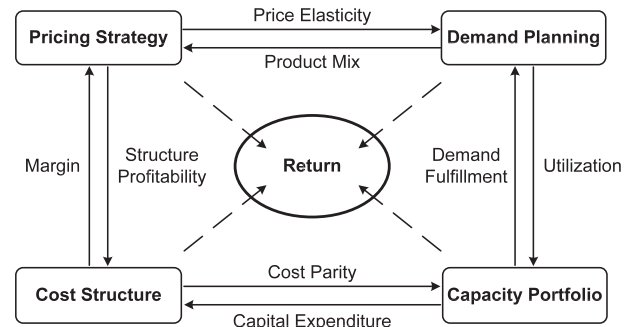 Price Elasticity
Pricing Strategy
Demand Planning
Product Mix
Margin
Structure
Profitability
Return
Demand
Fulfillment
Utilization
Cost Parity
Cost Structure
Capacity Portfolio
Capital Expenditure